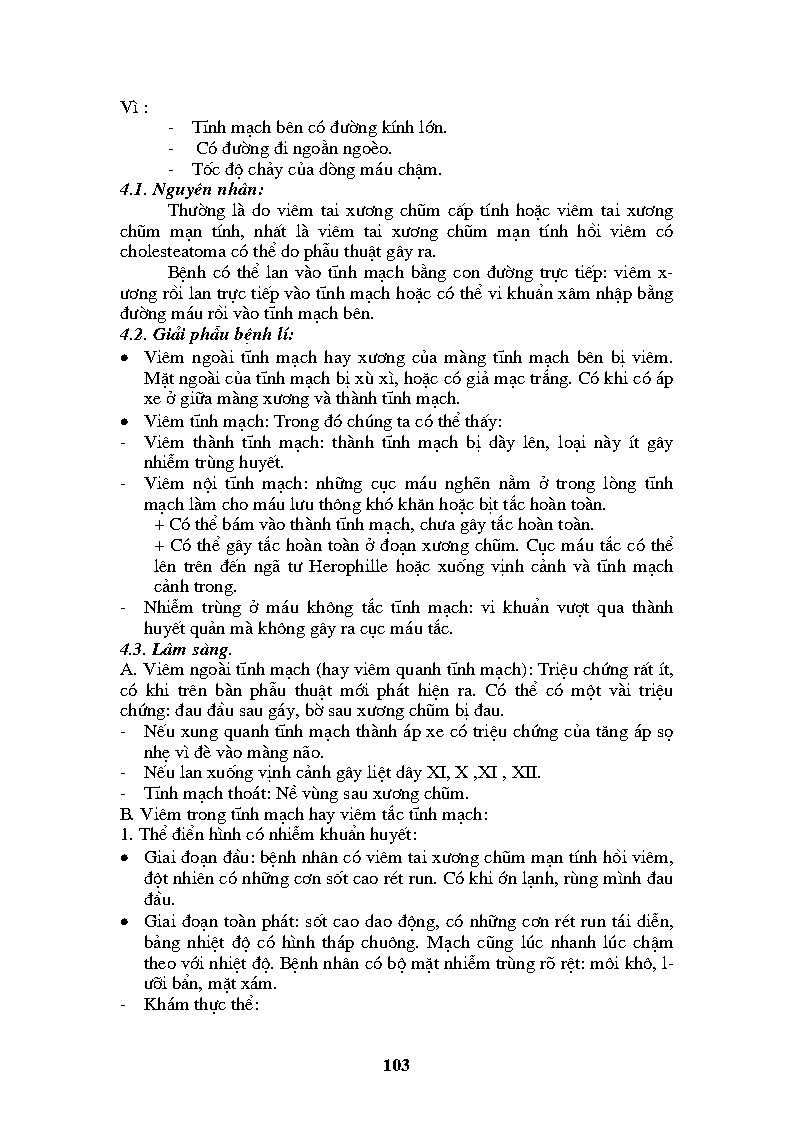 Vì :
- Tĩnh mạch bên có đường kính lớn.
- Có đường đi ngoằn ngoèo.
- Tốc độ chảy của dòng máu chậm.
4.1. Nguyên nhân:
Thường là do viêm tai xương chũm cấp tính hoặc viêm tai xương
chũm mạn tính, nhất là viêm tai xương chũm mạn tính hồi viêm có
cholesteatoma có thể do phẫu thuật gây ra.
Bệnh có thể lan vào tĩnh mạch bằng con đường trực tiếp: viêm x-
ương rồi lan trực tiếp vào tĩnh mạch hoặc có thể vi khuẩn xâm nhập bằng
đường máu rồi vào tĩnh mạch bên.
4.2. Giải phẫu bệnh lí:
• Viêm ngoài tĩnh mạch hay xương của màng tĩnh mạch bên bị viêm.
Mặt ngoài của tĩnh mạch bị xù xì, hoặc có giả mạc trắng. Có khi có áp
xe ở giữa màng xương và thành tĩnh mạch.
• Viêm tĩnh mạch: Trong đó chúng ta có thể thấy:
- Viêm thành tĩnh mạch: thành tĩnh mạch bị dày lên, loại này ít gây
nhiễm trùng huyết.
- Viêm nội tĩnh mạch: những cục máu nghẽn nằm ở trong lòng tĩnh
mạch làm cho máu lưu thông khó khăn hoặc bịt tắc hoàn toàn.
+ Có thể bám vào thành tĩnh mạch, chưa gây tắc hoàn toàn.
+ Có thể gây tắc hoàn toàn ở đoạn xương chũm. Cục máu tắc có thể
lên trên đến ngã tư Herophille hoặc xuống vịnh cảnh và tĩnh mạch
cảnh trong.
- Nhiễm trùng ở máu không tắc tĩnh mạch: vi khuẩn vượt qua thành
huyết quản mà không gây ra cục máu tắc.
4.3. Lâm sàng.
A. Viêm ngoài tĩnh mạch (hay viêm quanh tĩnh mạch): Triệu chứng rất ít,
có khi trên bàn phẫu thuật mới phát hiện ra. Có thể có một vài triệu
chứng: đau đầu sau gáy, bờ sau xương chũm bị đau.
- Nếu xung quanh tĩnh mạch thành áp xe có triệu chứng của tăng áp sọ
nhẹ vì đè vào màng não.
- Nếu lan xuống vịnh cảnh gây liệt dây XI, X ,XI , XII.
- Tĩnh mạch thoát: Nề vùng sau xương chũm.
B. Viêm trong tĩnh mạch hay viêm tắc tĩnh mạch:
1. Thể điển hình có nhiễm khuẩn huyết:
• Giai đoạn đầu: bệnh nhân có viêm tai xương chũm mạn tính hồi viêm,
đột nhiên có những cơn sốt cao rét run. Có khi ớn lạnh, rùng mình đau
đầu.
• Giai đoạn toàn phát: sốt cao dao động, có những cơn rét run tái diễn,
bảng nhiệt độ có hình tháp chuông. Mạch cũng lúc nhanh lúc chậm
theo với nhiệt độ. Bệnh nhân có bộ mặt nhiễm trùng rõ rệt: môi khô, l-
ưỡi bẩn, mặt xám.
- Khám thực thể:
103